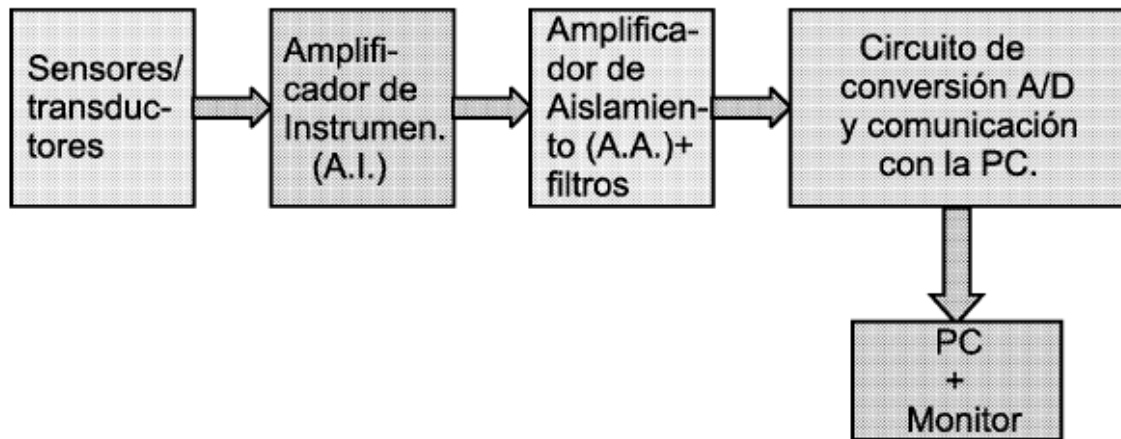 Sensores/
transduc-
tores
Amplifi-
cador de
Instrumen.
(A.I.)
Amplifica-
dor de
Aislamien-
to (A.A.)+
filtros
Circuito de
conversión A/D
y comunicación
con la PC.
PC
+
Monitor